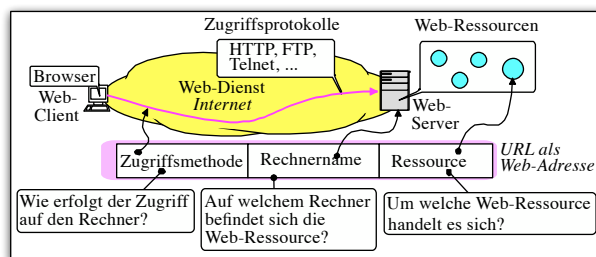 Zugriffsprotokolle
HTTP, FTP,
Telnet, ...
Web-Ressourcen
Browser
Web-
Client
Web-Dienst
Internet
Web-
Server
Zugriffsmethode
Rechnername
Ressource
URL als
Web-Adresse
Wie erfolgt der Zugriff
auf den Rechner?
Auf welchem Rechner
befindet sich die
Web-Ressource?
Um welche Web-Ressource
handelt es sich?